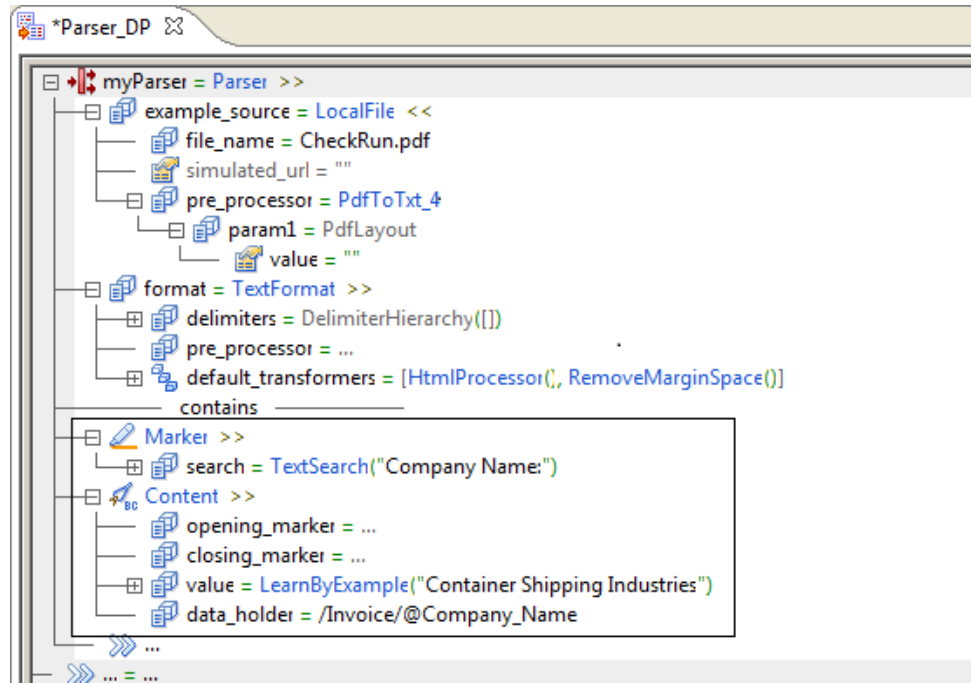 *Parser_DP
myParser = Parser >>
example_source = LocalFile <<
file_name = CheckRun.pdf
simulated_url = ""
pre_processor = PdfToTxt_4
param1 = PdfLayout
value = ""
format = TextFormat >>
delimiters = DelimiterHierarchy([])
pre_processor = ...
default_transformers = [HtmlProcessor(), RemoveMarginSpace()]
contains
Marker >>
search = TextSearch("Company Name:")
BC Content >>
opening_marker = ...
closing_marker = ...
value = LearnByExample("Container Shipping Industries")
data_holder = /Invoice/@Company_Name
...
... = ...